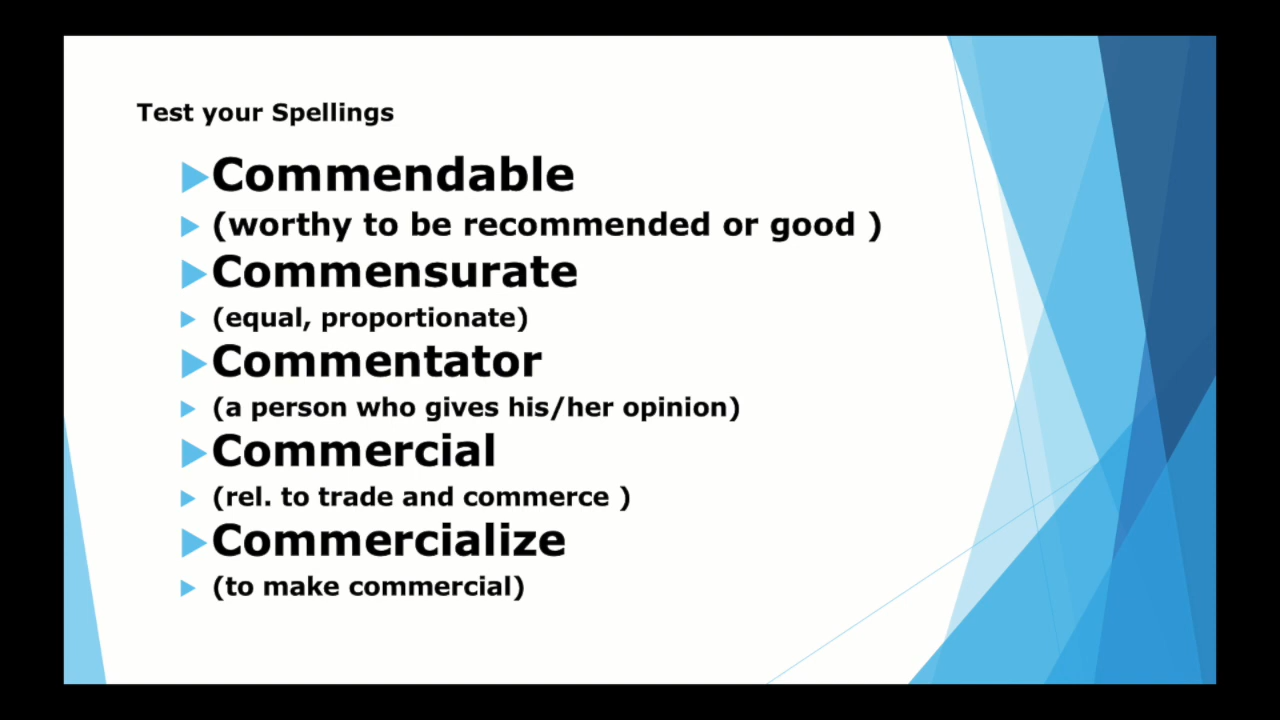 Test your Spellings
Commendable
(worthy to be recommended or good )
Commensurate
(equal, proportionate)
Commentator
(a person who gives his/her opinion)
Commercial
(rel. to trade and commerce )
Commercialize
(to make commercial)